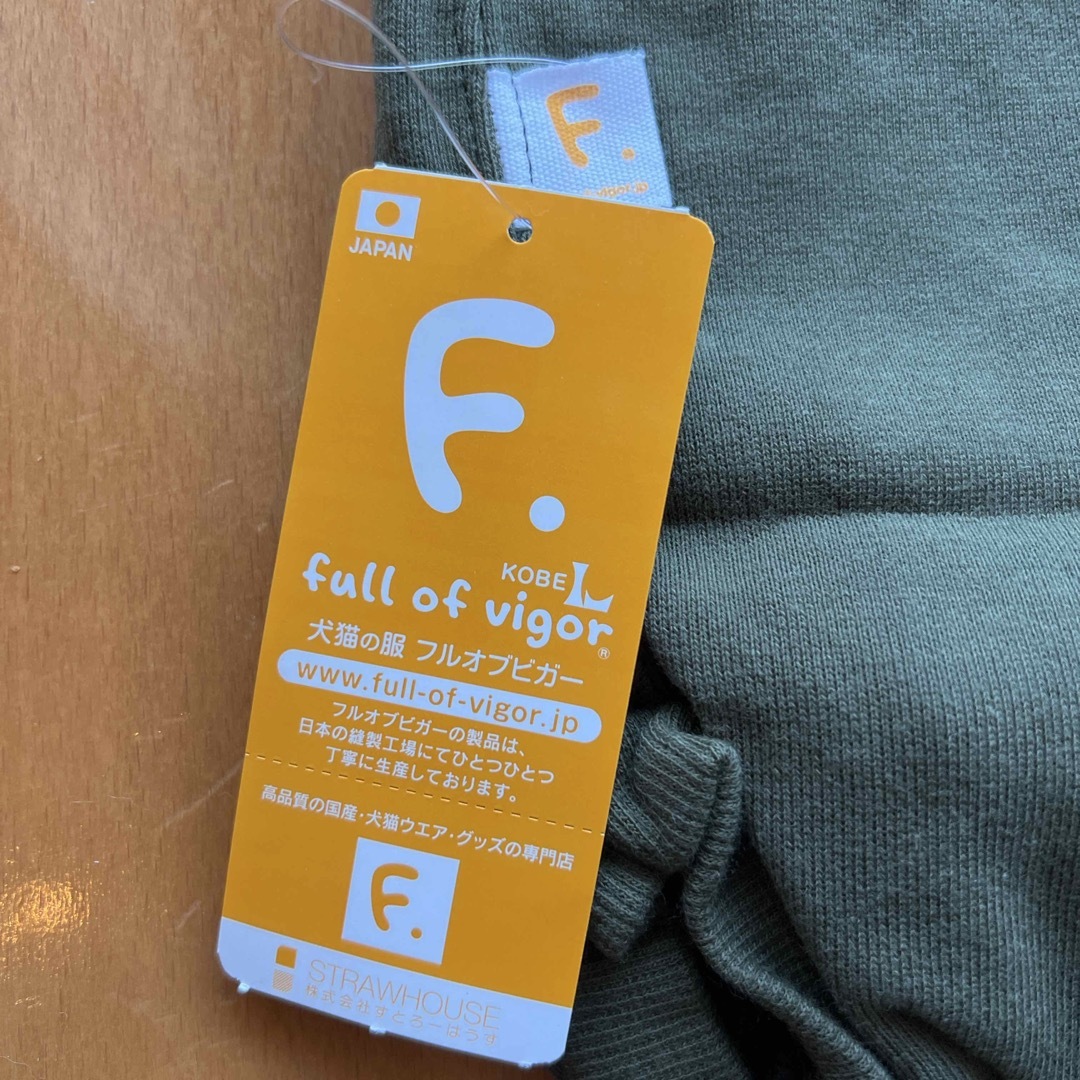 F.
JAPAN
F.
KOBE
full of vigor®
犬猫の服 フルオブビガー
www.full-of-vigor.jp
フルオブビガーの製品は、
日本の縫製工場にてひとつひとつ
丁寧に生産しております。
高品質の国産・犬猫ウエア・グッズの専門店
F.
STRAWHOUSE
株式会社すとろーはうす